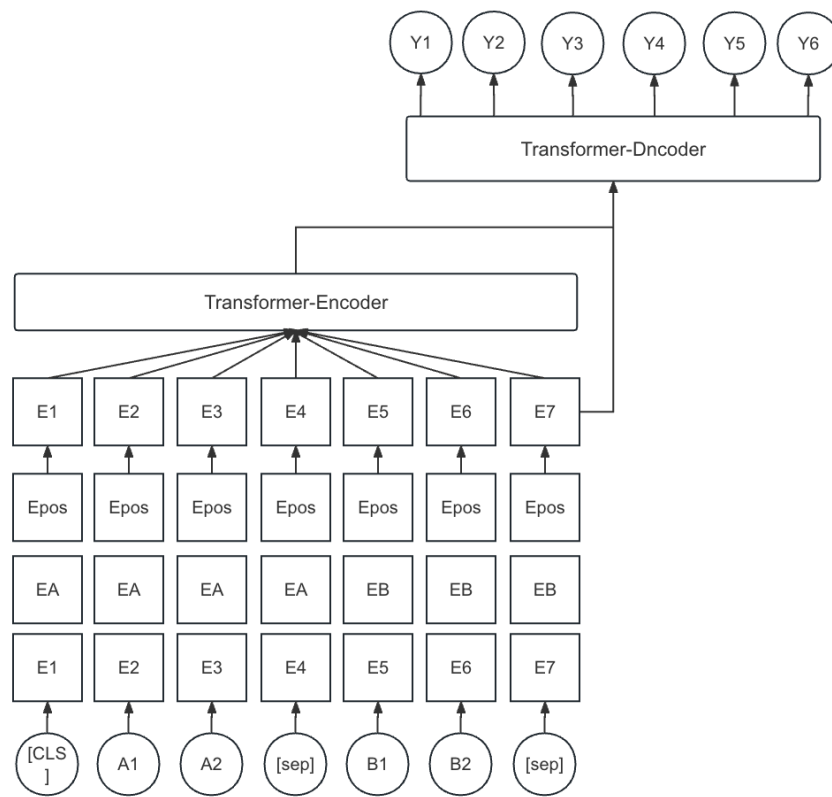 Y1 Y2 Y3 Y4 Y5 Y6
Transformer-Dncoder
Transformer-Encoder
E1 E2 E3 E4 E5 E6 E7
Epos Epos Epos Epos Epos Epos Epos
EA EA EA EA EB EB EB
E1 E2 E3 E4 E5 E6 E7
[CLS
] A1 A2 [sep] B1 B2 [sep]